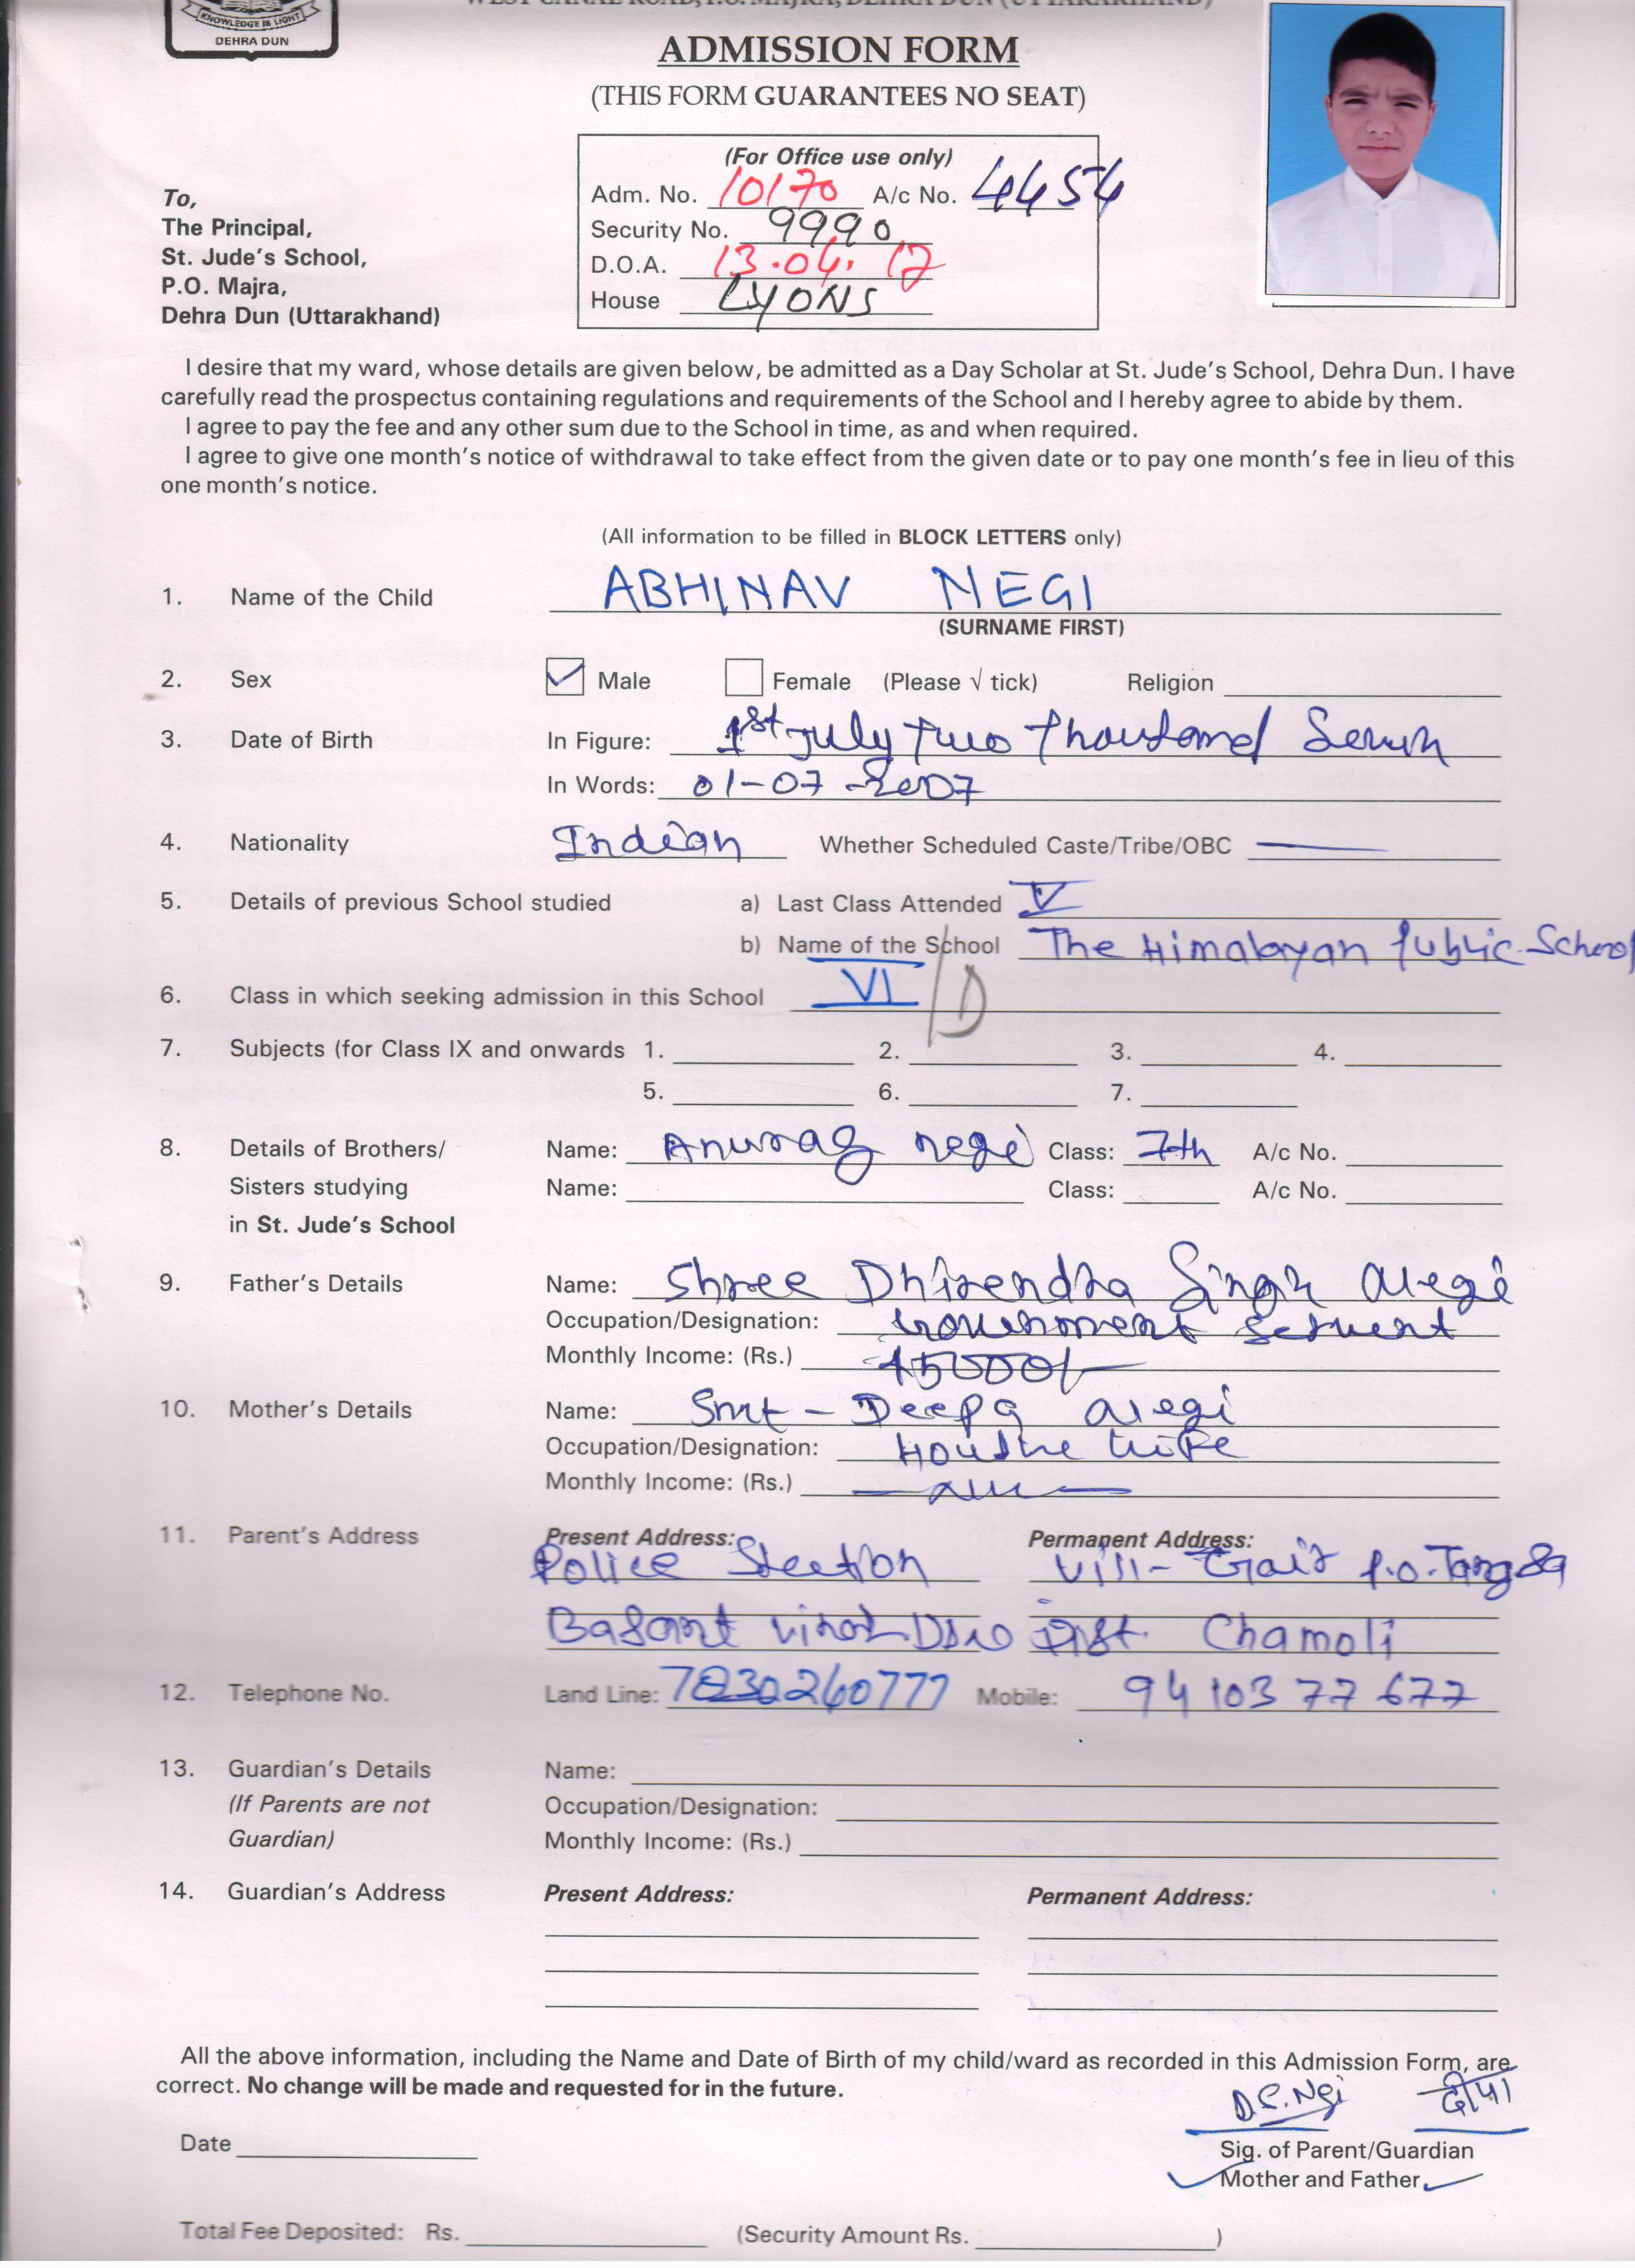 KNOWLEDGE IS LIGHT
DEHRA DUN
WEST CANAL ROAD, P.O. MAJRA, DEHRA DUN (UTTARAKHAND)
ADMISSION FORM
(THIS FORM GUARANTEES NO SEAT)
(For Office use only)
Adm. No. 10170 A/c No. 4454
Security No. 9990
D.O.A. 13.04.17
House LYONS
To,
The Principal,
St. Jude's School,
P.O. Majra,
Dehra Dun (Uttarakhand)
I desire that my ward, whose details are given below, be admitted as a Day Scholar at St. Jude's School, Dehra Dun. I have
carefully read the prospectus containing regulations and requirements of the School and I hereby agree to abide by them.
I agree to pay the fee and any other sum due to the School in time, as and when required.
I agree to give one month's notice of withdrawal to take effect from the given date or to pay one month's fee in lieu of this
one month's notice.
(All information to be filled in BLOCK LETTERS only)
1. Name of the Child ABHINAV NEGI
(SURNAME FIRST)
2. Sex Male Female (Please √ tick) Religion
3. Date of Birth In Figure: 1st July Two Thousand
In Words: 01-07-2007
4. Nationality Indian Whether Scheduled Caste/Tribe/OBC
5. Details of previous School studied a) Last Class Attended V
b) Name of the School The Himalayan Public School
6. Class in which seeking admission in this School VI/D
7. Subjects (for Class IX and onwards 1. 2. 3. 4.
5. 6. 7.
8. Details of Brothers/ Name: Anurag negi Class: 7th A/c No.
Sisters studying Name: Class: A/c No.
in St. Jude's School
9. Father's Details Name: Shree Dhirendra Singh Negi
Occupation/Designation: Government Servent
Monthly Income: (Rs.)
10. Mother's Details Name: Smt - Deepa Negi
Occupation/Designation: wife
Monthly Income: (Rs.)
11. Parent's Address Present Address: Permanent Address:
Police Vill- P.O. Tangsa
Basant Dist. Chamoli
12. Telephone No. Land Line: 7830260777 Mobile: 9410377677
13. Guardian's Details Name:
(If Parents are not Occupation/Designation:
Guardian) Monthly Income: (Rs.)
14. Guardian's Address Present Address: Permanent Address:
All the above information, including the Name and Date of Birth of my child/ward as recorded in this Admission Form, are
correct. No change will be made and requested for in the future.
D.S.Negi दीपा
Date
Sig. of Parent/Guardian
Mother and Father
Total Fee Deposited: Rs. (Security Amount Rs. )